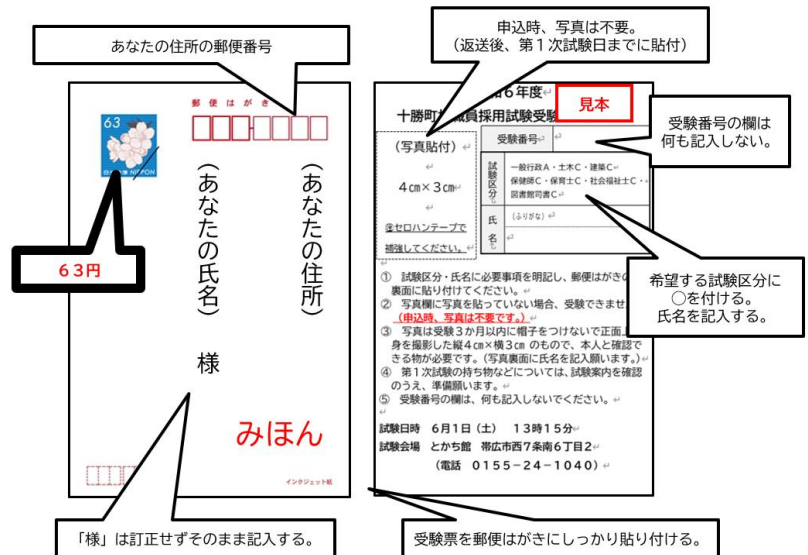 あなたの住所の郵便番号
申込時、写真は不要。
（返送後、第１次試験日までに貼付）
郵便はがき
63
日本郵便 NIPPON
６３円
（あなたの住所）
（あなたの氏名）　様
みほん
インクジェット紙
「様」は訂正せずそのまま記入する。
６年度
見本
十勝町
員採用試験受験
（写真貼付）
４㎝×３㎝
セロハンテープで
補強してください。
受験番号
受験番号の欄は
何も記入しない。
試験区分
一般行政Ａ・土木Ｃ・建築Ｃ
保健師Ｃ・保育士Ｃ・社会福祉士Ｃ・
図書館司書Ｃ
氏名
（ふりがな）
希望する試験区分に
○を付ける。
氏名を記入する。
①　試験区分・氏名に必要事項を明記し、郵便はがきの
裏面に貼り付けてください。
②　写真欄に写真を貼っていない場合、受験できませ
（申込時、写真は不要です。）
③　写真は受験３か月以内に帽子をつけないで正面上
身を撮影した縦４㎝×横３㎝ のもので、本人と確認で
きる物が必要です。（写真裏面に氏名を記入願います。）
④　第１次試験の持ち物などについては、試験案内を確認
のうえ、準備願います。
⑤　受験番号の欄は、何も記入しないでください。
試験日時　６月１日（土）　１３時１５分
試験会場　とかち館　帯広市西７条南６丁目２
（電話　０１５５－２４－１０４０）
受験票を郵便はがきにしっかり貼り付ける。